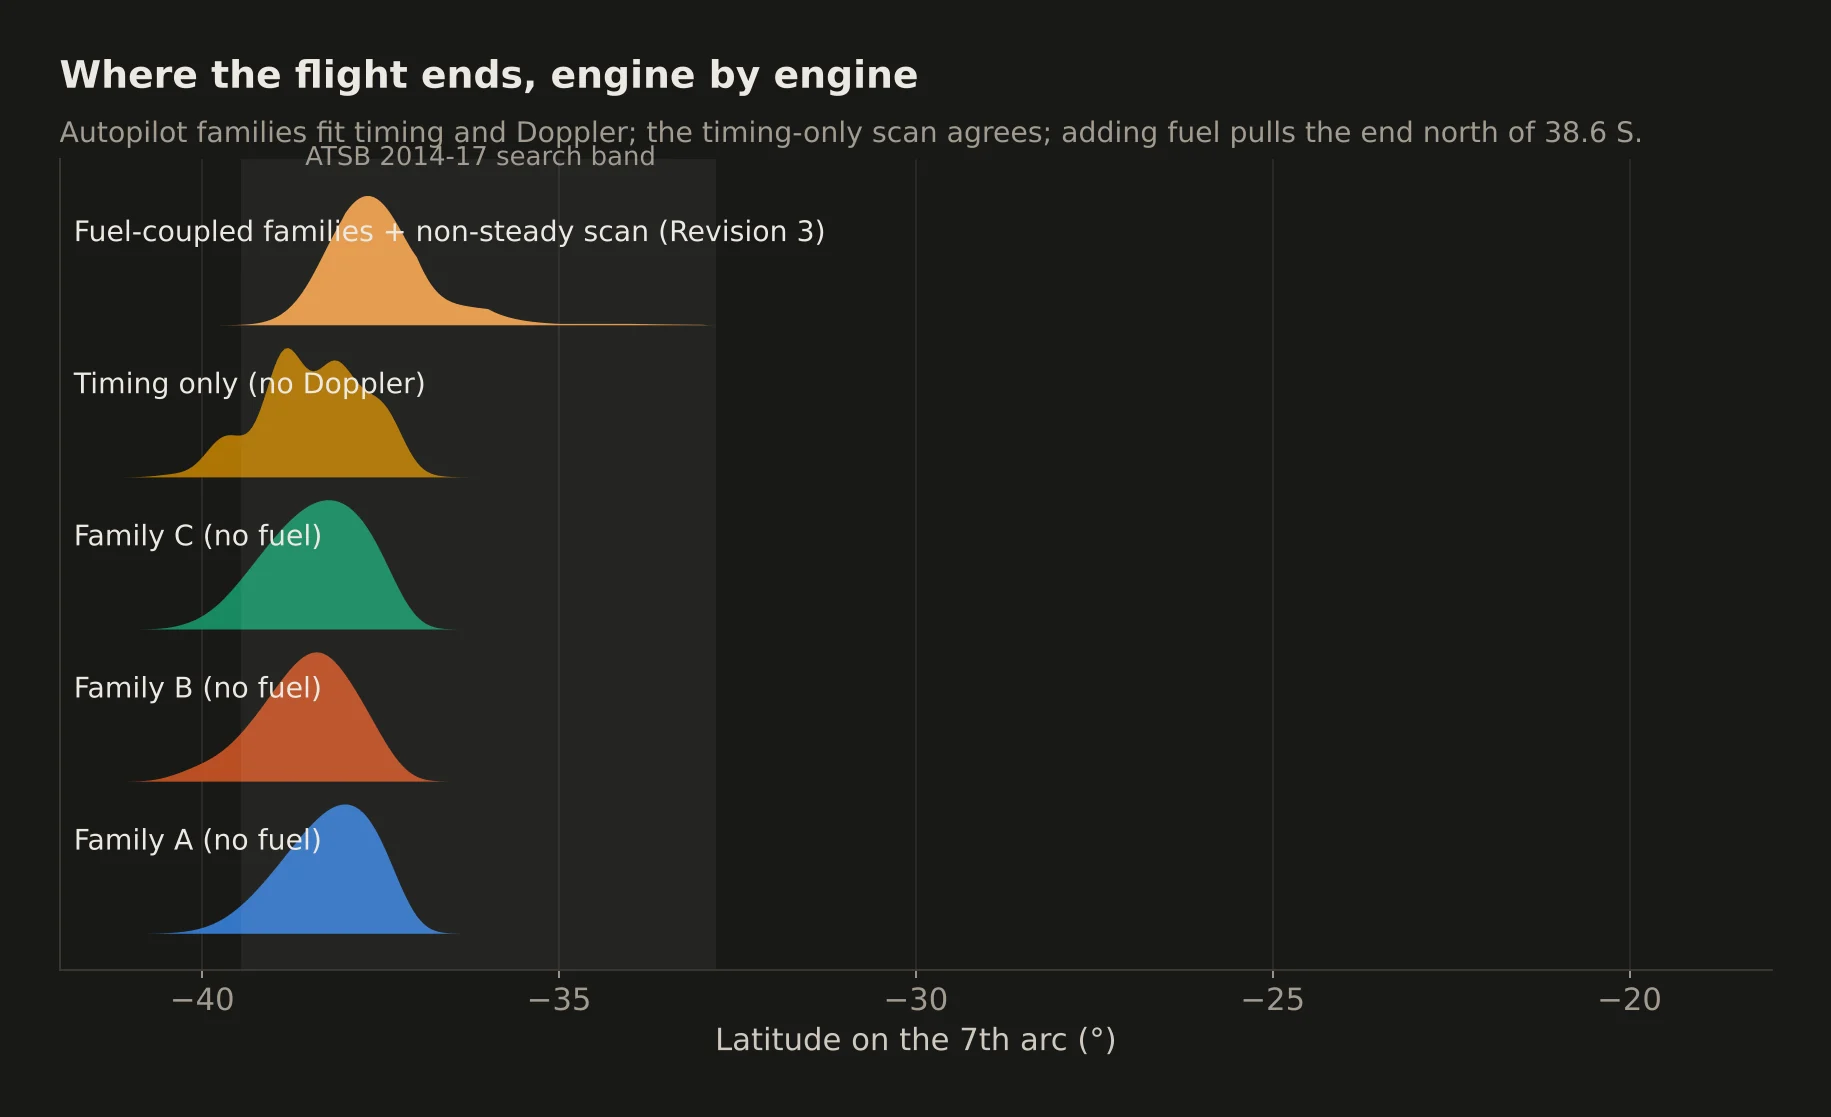 Where the flight ends, engine by engine
Autopilot families fit timing and Doppler; the timing-only scan agrees; adding fuel pulls the end north of 38.6 S.
ATSB 2014-17 search band
Fuel-coupled families + non-steady scan (Revision 3)
Timing only (no Doppler)
Family C (no fuel)
Family B (no fuel)
Family A (no fuel)
−40 −35 −30 −25 −20
Latitude on the 7th arc (°)